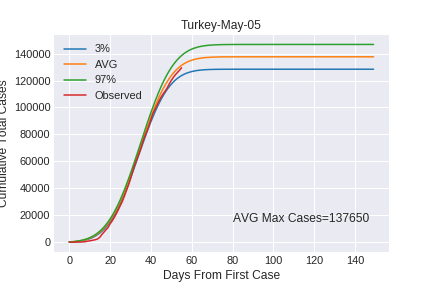 Turkey-May-05
3%
AVG
97%
Observed
140000
120000
100000
80000
60000
40000
20000
0
Cumulative Total Cases
AVG Max Cases=137650
0 20 40 60 80 100 120 140
Days From First Case